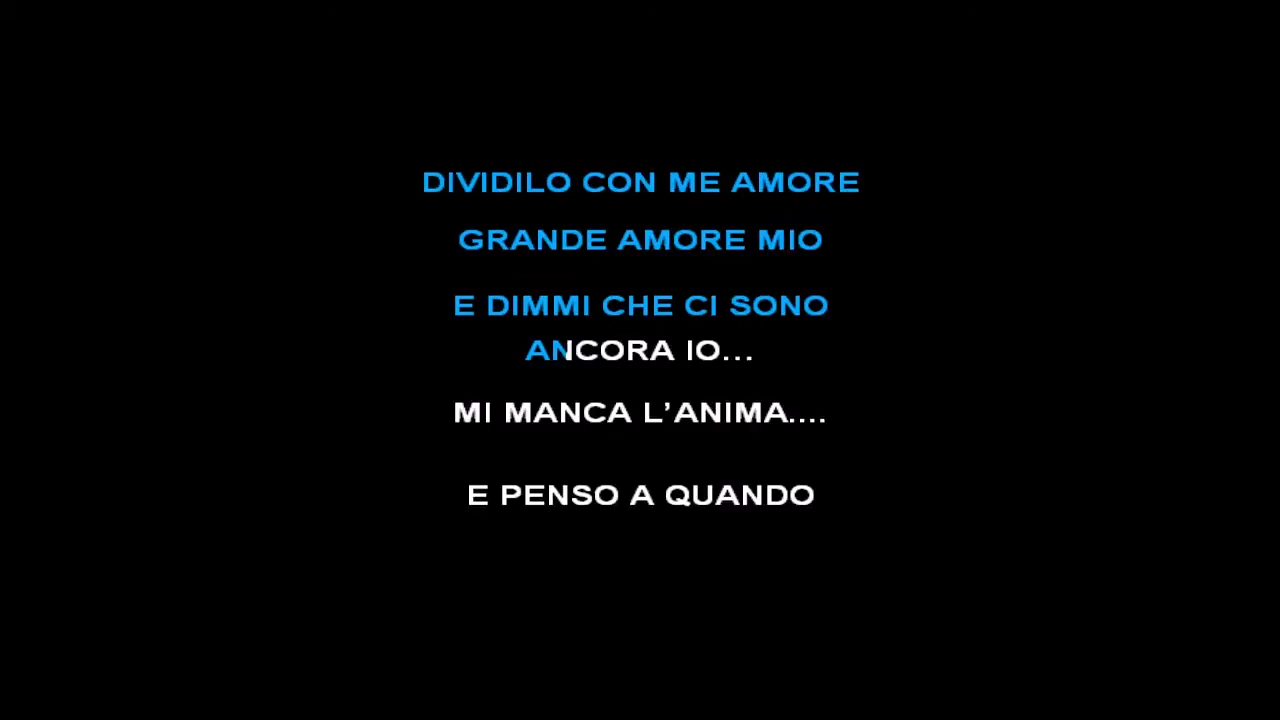 DIVIDILO CON ME AMORE
GRANDE AMORE MIO
E DIMMI CHE CI SONO
ANCORA IO...
MI MANCA L’ANIMA....
E PENSO A QUANDO